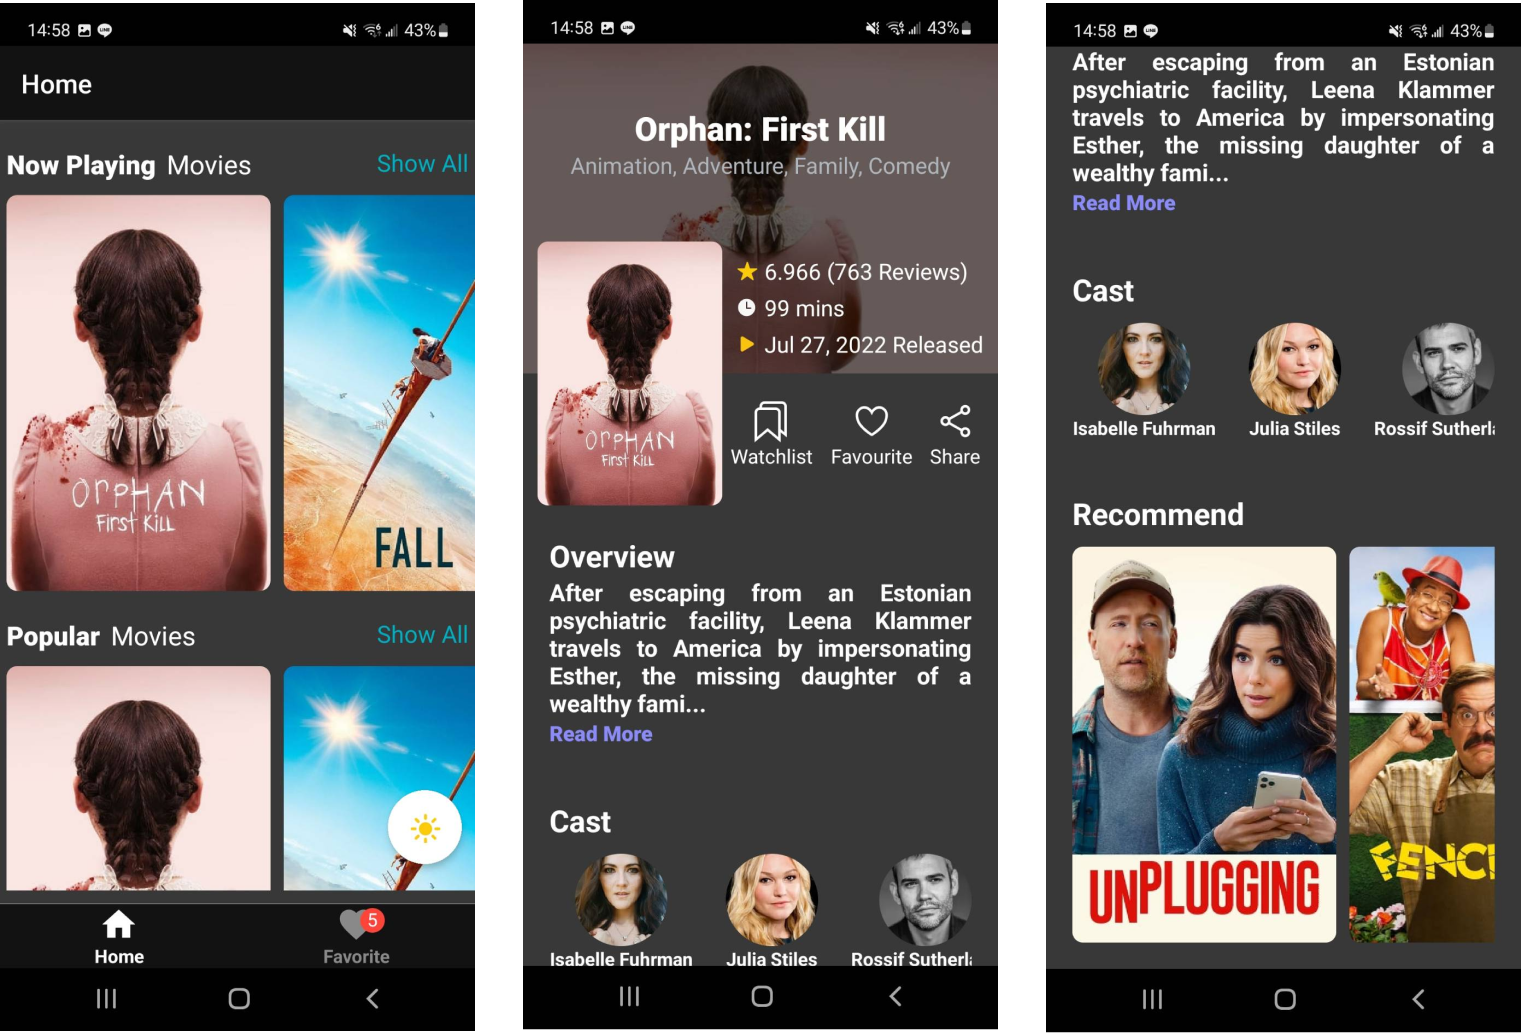 14:58
43%
Home
Now Playing Movies
Show All
ORPHAN
First Kill
FALL
Popular Movies
Show All
5
Home
Favorite
14:58
43%
Orphan: First Kill
Animation, Adventure, Family, Comedy
6.966 (763 Reviews)
99 mins
Jul 27, 2022 Released
ORPHAN
First Kill
Watchlist
Favourite
Share
Overview
After escaping from an Estonian
psychiatric facility, Leena Klammer
travels to America by impersonating
Esther, the missing daughter of a
wealthy fami...
Read More
Cast
Isabelle Fuhrman
Julia Stiles
Rossif Sutherl
14:58
43%
After escaping from an Estonian
psychiatric facility, Leena Klammer
travels to America by impersonating
Esther, the missing daughter of a
wealthy fami...
Read More
Cast
Isabelle Fuhrman
Julia Stiles
Rossif Sutherl
Recommend
UNPLUGGING
FENC